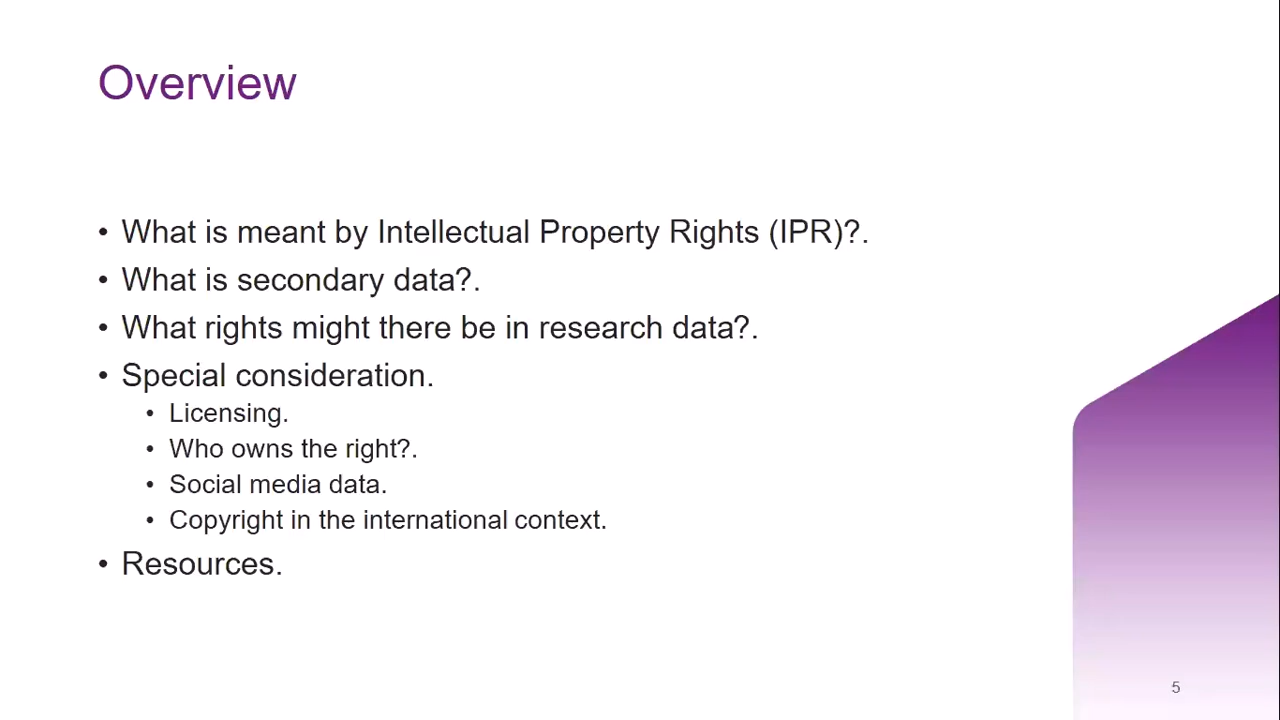 Overview
• What is meant by Intellectual Property Rights (IPR)?.
• What is secondary data?.
• What rights might there be in research data?.
• Special consideration.
• Licensing.
• Who owns the right?.
• Social media data.
• Copyright in the international context.
• Resources.
5